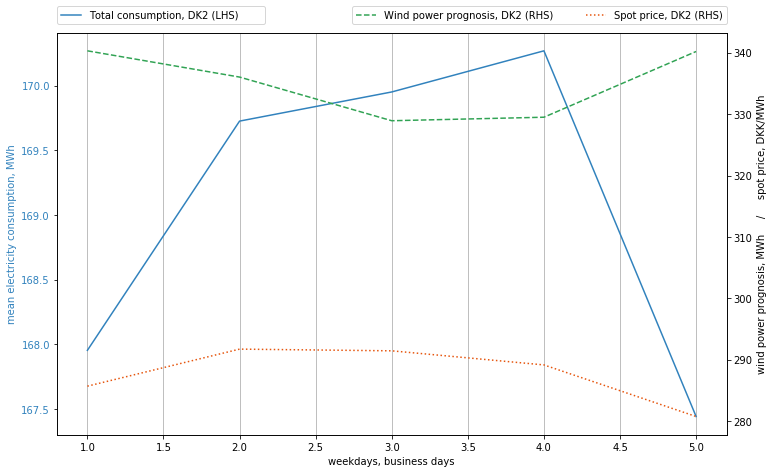 Total consumption, DK2 (LHS)
Wind power prognosis, DK2 (RHS)
Spot price, DK2 (RHS)
mean electricity consumption, MWh
170.0
169.5
169.0
168.5
168.0
167.5
340
330
320
310
300
290
280
wind power prognosis, MWh / spot price, DKK/MWh
1.0 1.5 2.0 2.5 3.0 3.5 4.0 4.5 5.0
weekdays, business days